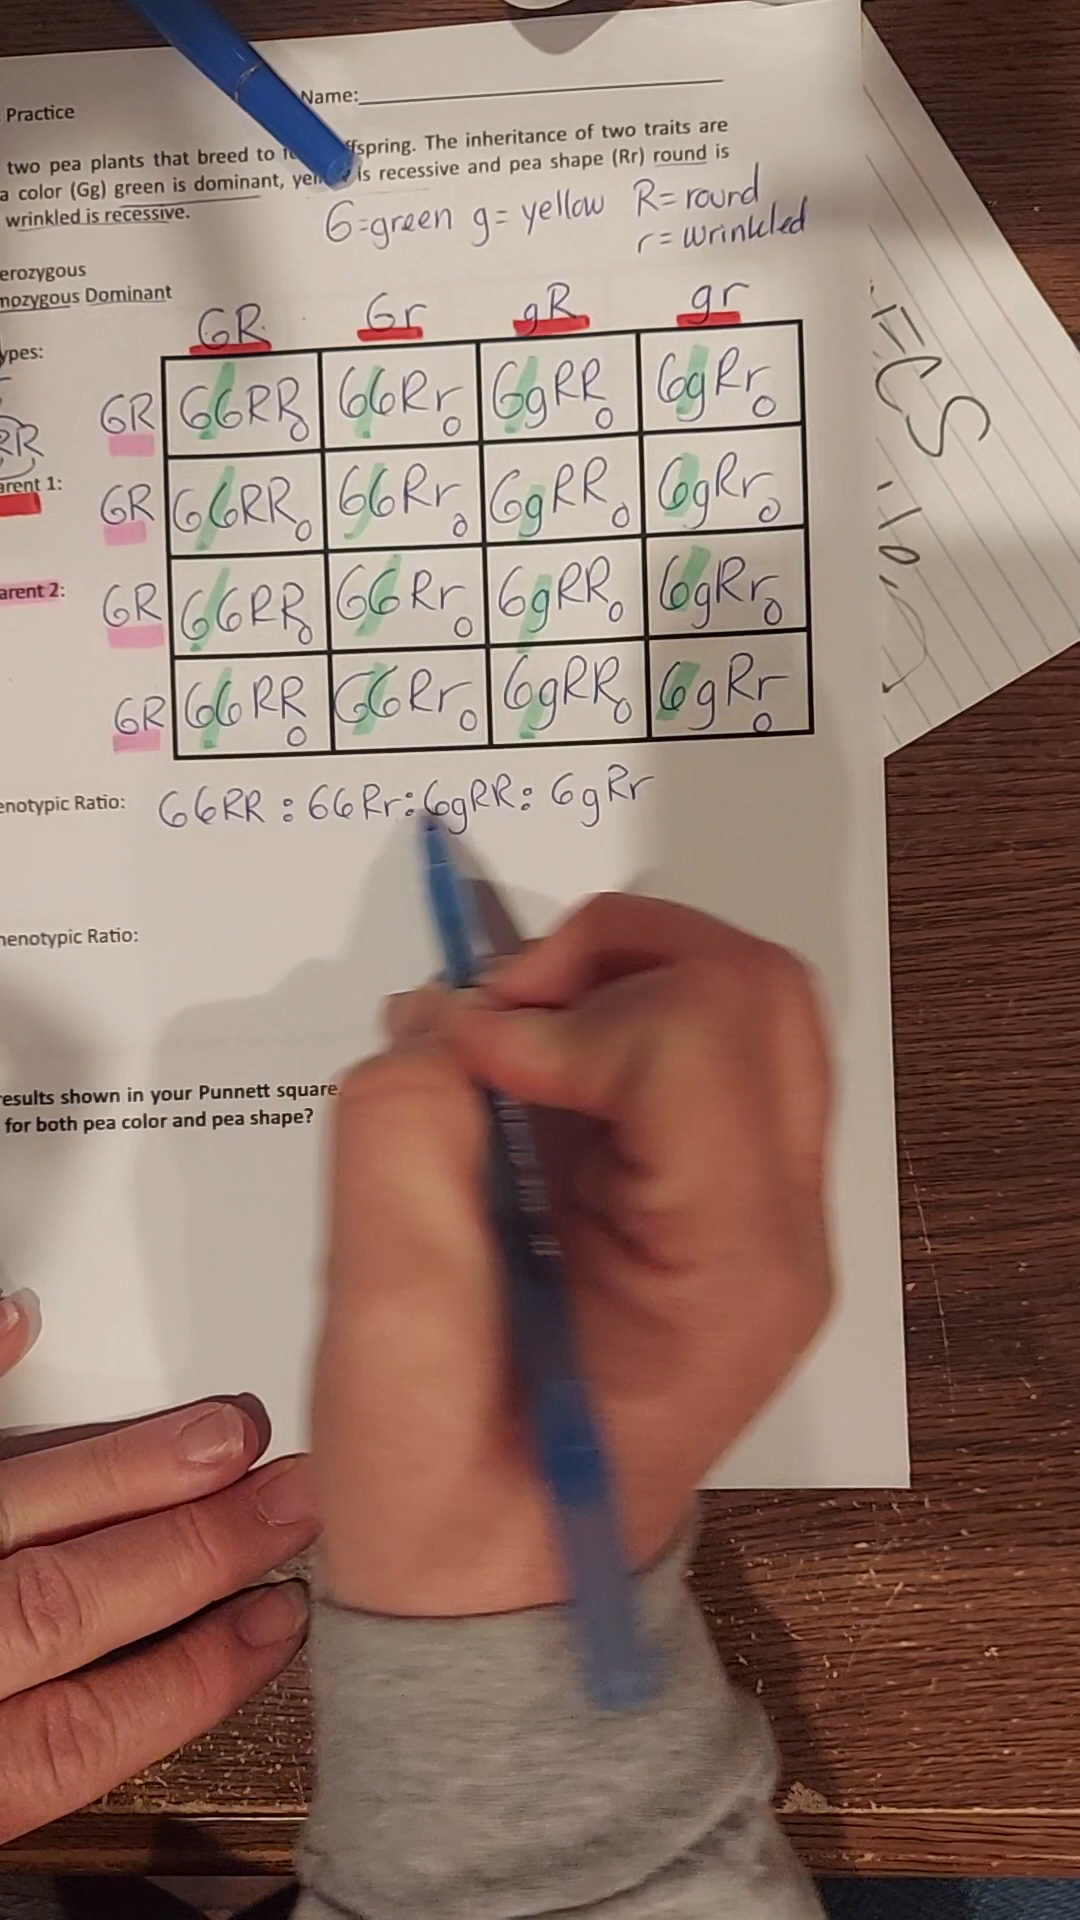 Practice Name:
two pea plants that breed to offspring. The inheritance of two traits are
a color (Gg) green is dominant, is recessive and pea shape (Rr) round is
wrinkled is recessive.
G=green g= yellow R= round
r= wrinkled
erozygous
mozygous Dominant
GR Gr gR gr
ypes:
GR GGRR GGRr GgRR GgRr
RR
arent 1:
GR GGRR GGRr GgRR GgRr
arent 2:
GR GGRR GGRr GgRR GgRr
GR GGRR GGRr GgRR GgRr
enotypic Ratio: GGRR : GGRr : GgRR : GgRr
henotypic Ratio:
results shown in your Punnett square
for both pea color and pea shape?